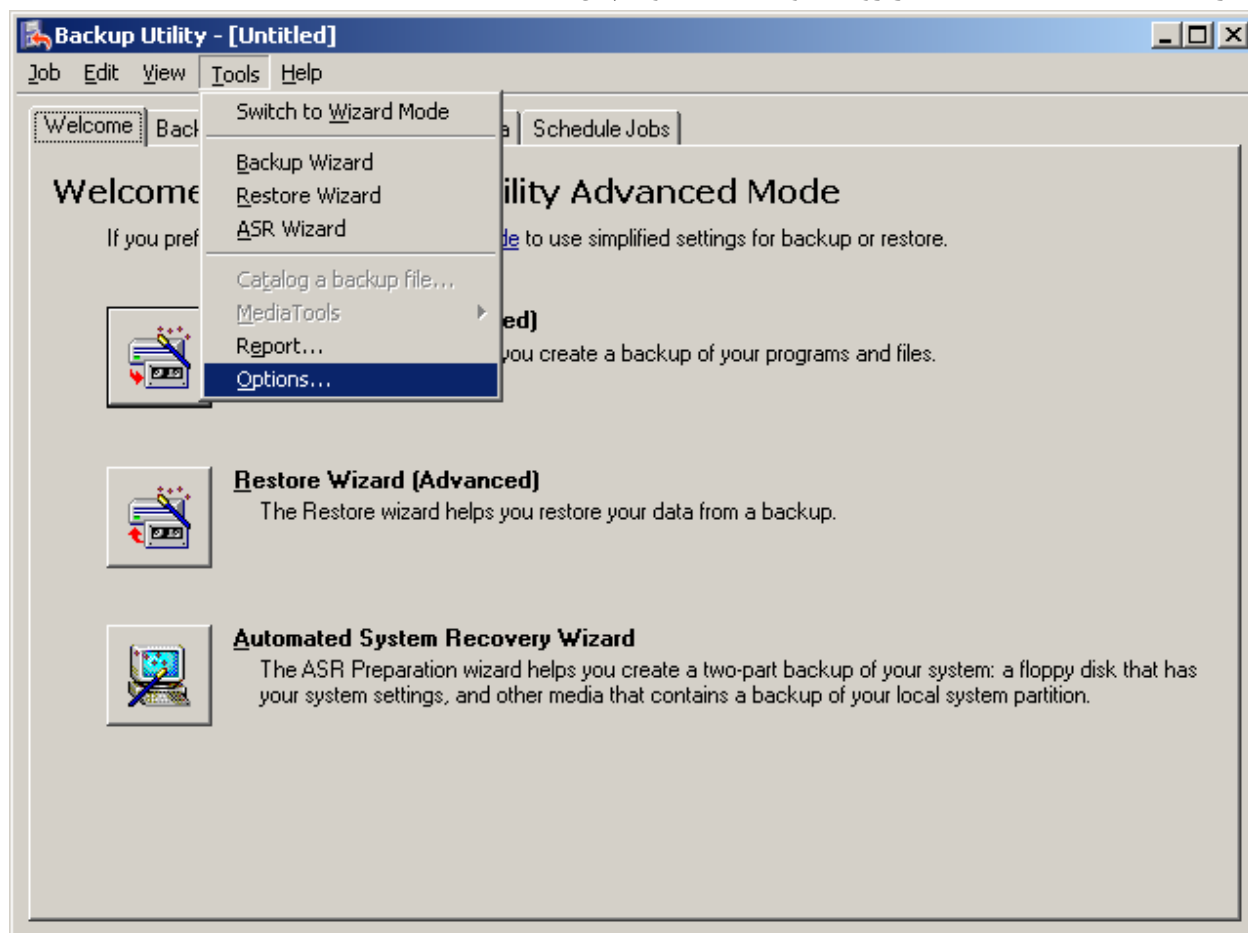 Backup Utility - [Untitled]
Job Edit View Tools Help
Welcome Schedule Jobs
Switch to Wizard Mode
Backup Wizard
Restore Wizard
ASR Wizard
Catalog a backup file...
MediaTools
Report...
Options...
Welcome Advanced Mode
If you to use simplified settings for backup or restore.
you create a backup of your programs and files.
Restore Wizard (Advanced)
The Restore wizard helps you restore your data from a backup.
Automated System Recovery Wizard
The ASR Preparation wizard helps you create a two-part backup of your system: a floppy disk that has
your system settings, and other media that contains a backup of your local system partition.